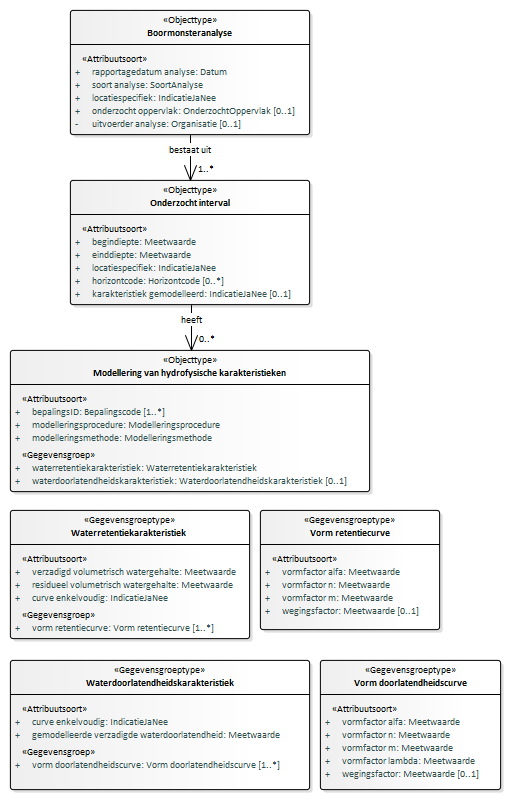 «Objecttype»
Boormonsteranalyse
«Attribuutsoort»
+ rapportagedatum analyse: Datum
+ soort analyse: SoortAnalyse
+ locatiespecifiek: IndicatieJaNee
+ onderzocht oppervlak: OnderzochtOppervlak [0..1]
- uitvoerder analyse: Organisatie [0..1]
bestaat uit
1..*
«Objecttype»
Onderzocht interval
«Attribuutsoort»
+ begindiepte: Meetwaarde
+ einddiepte: Meetwaarde
+ locatiespecifiek: IndicatieJaNee
+ horizontcode: Horizontcode [0..*]
+ karakteristiek gemodelleerd: IndicatieJaNee [0..1]
heeft
0..*
«Objecttype»
Modellering van hydrofysische karakteristieken
«Attribuutsoort»
+ bepalingsID: Bepalingscode [1..*]
+ modelleringsprocedure: Modelleringsprocedure
+ modelleringsmethode: Modelleringsmethode
«Gegevensgroep»
+ waterretentiekarakteristiek: Waterretentiekarakteristiek
+ waterdoorlatendheidskarakteristiek: Waterdoorlatendheidskarakteristiek [0..1]
«Gegevensgroeptype»
Waterretentiekarakteristiek
«Attribuutsoort»
+ verzadigd volumetrisch watergehalte: Meetwaarde
+ residueel volumetrisch watergehalte: Meetwaarde
+ curve enkelvoudig: IndicatieJaNee
«Gegevensgroep»
+ vorm retentiecurve: Vorm retentiecurve [1..*]
«Gegevensgroeptype»
Vorm retentiecurve
«Attribuutsoort»
+ vormfactor alfa: Meetwaarde
+ vormfactor n: Meetwaarde
+ vormfactor m: Meetwaarde
+ wegingsfactor: Meetwaarde [0..1]
«Gegevensgroeptype»
Waterdoorlatendheidskarakteristiek
«Attribuutsoort»
+ curve enkelvoudig: IndicatieJaNee
+ gemodelleerde verzadigde waterdoorlatendheid: Meetwaarde
«Gegevensgroep»
+ vorm doorlatendheidscurve: Vorm doorlatendheidscurve [1..*]
«Gegevensgroeptype»
Vorm doorlatendheidscurve
«Attribuutsoort»
+ vormfactor alfa: Meetwaarde
+ vormfactor n: Meetwaarde
+ vormfactor m: Meetwaarde
+ vormfactor lambda: Meetwaarde
+ wegingsfactor: Meetwaarde [0..1]